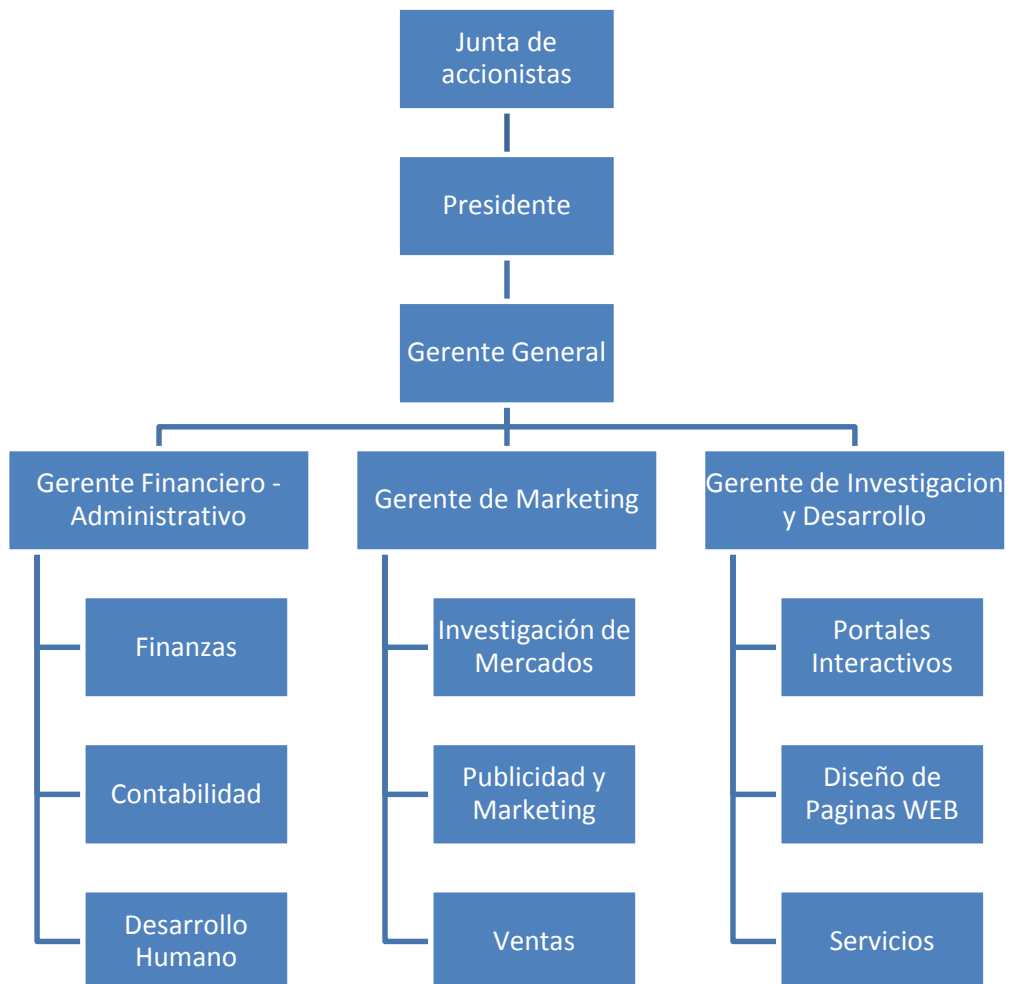 Junta de
accionistas
Presidente
Gerente General
Gerente Financiero -
Administrativo
Gerente de Marketing
Gerente de Investigacion
y Desarrollo
Finanzas
Investigación de
Mercados
Portales
Interactivos
Contabilidad
Publicidad y
Marketing
Diseño de
Paginas WEB
Desarrollo
Humano
Ventas
Servicios